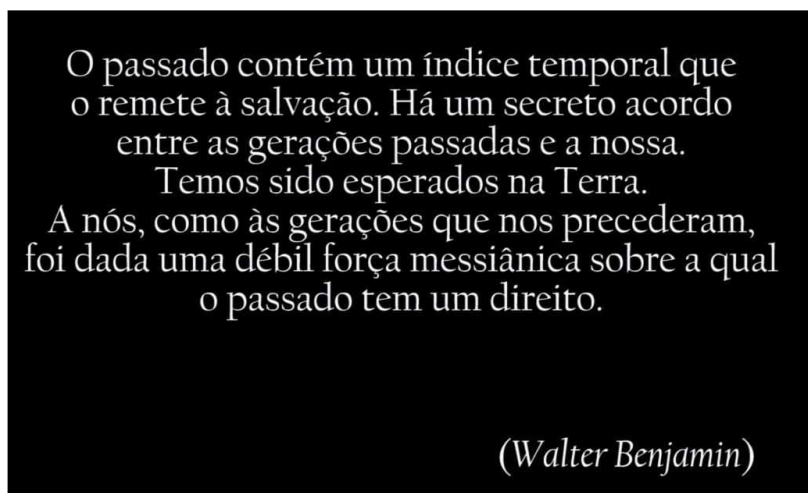 O passado contém um índice temporal que
o remete à salvação. Há um secreto acordo
entre as gerações passadas e a nossa.
Temos sido esperados na Terra.
A nós, como às gerações que nos precederam,
foi dada uma débil força messiânica sobre a qual
o passado tem um direito.
(Walter Benjamin)